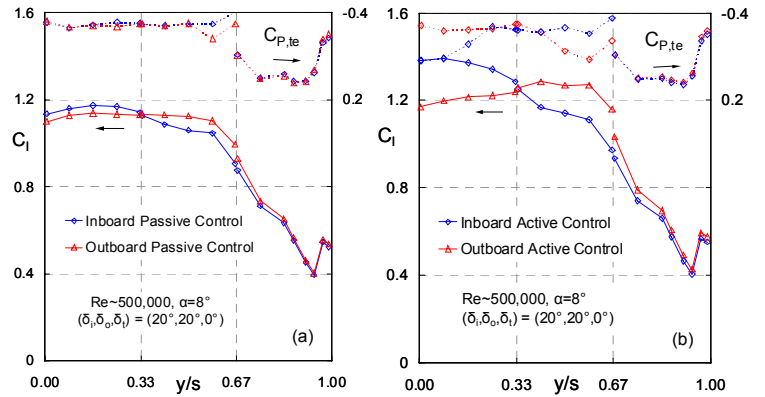 1.6
1.2
0.8
0.4
0
C_l
-0.4
0.2
C_P,te
Inboard Passive Control
Outboard Passive Control
Re~500,000, α=8°
(δ_i,δ_o,δ_t) = (20°,20°,0°)
(a)
0.00 0.33 y/s 0.67 1.00
1.6
1.2
0.8
0.4
0
C_l
-0.4
0.2
C_P,te
Inboard Active Control
Outboard Active Control
Re~500,000, α=8°
(δ_i,δ_o,δ_t) = (20°,20°,0°)
(b)
0.00 0.33 y/s 0.67 1.00